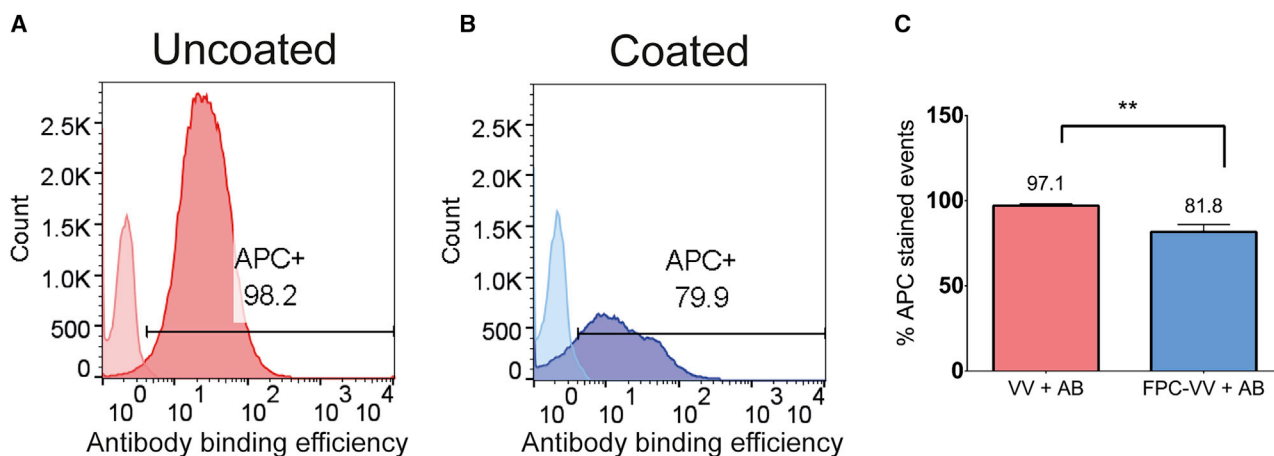 A
Uncoated
Count
2.5K
2.0K
1.5K
1.0K
500
0
APC+
98.2
10^0 10^1 10^2 10^3 10^4
Antibody binding efficiency
B
Coated
Count
2.5K
2.0K
1.5K
1.0K
500
0
APC+
79.9
10^0 10^1 10^2 10^3 10^4
Antibody binding efficiency
C
% APC stained events
150
100
50
0
**
97.1
81.8
VV + AB FPC-VV + AB